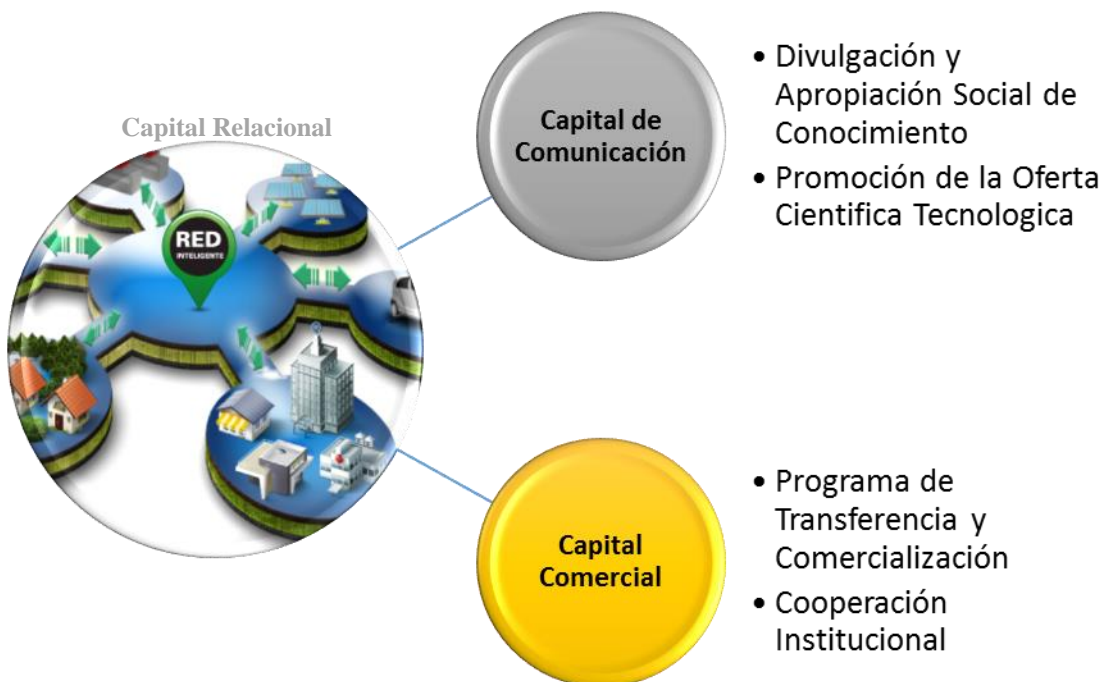 Capital Relacional
RED
INTELIGENTE
Capital de
Comunicación
• Divulgación y
Apropiación Social de
Conocimiento
• Promoción de la Oferta
Cientifica Tecnologica
Capital
Comercial
• Programa de
Transferencia y
Comercialización
• Cooperación
Institucional